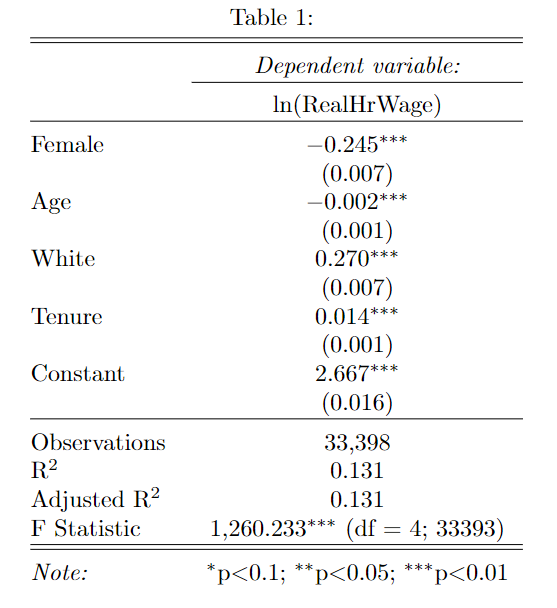 Table 1:
Dependent variable:
ln(RealHrWage)
Female −0.245***
(0.007)
Age −0.002***
(0.001)
White 0.270***
(0.007)
Tenure 0.014***
(0.001)
Constant 2.667***
(0.016)
Observations 33,398
R² 0.131
Adjusted R² 0.131
F Statistic 1,260.233*** (df = 4; 33393)
Note: *p<0.1; **p<0.05; ***p<0.01